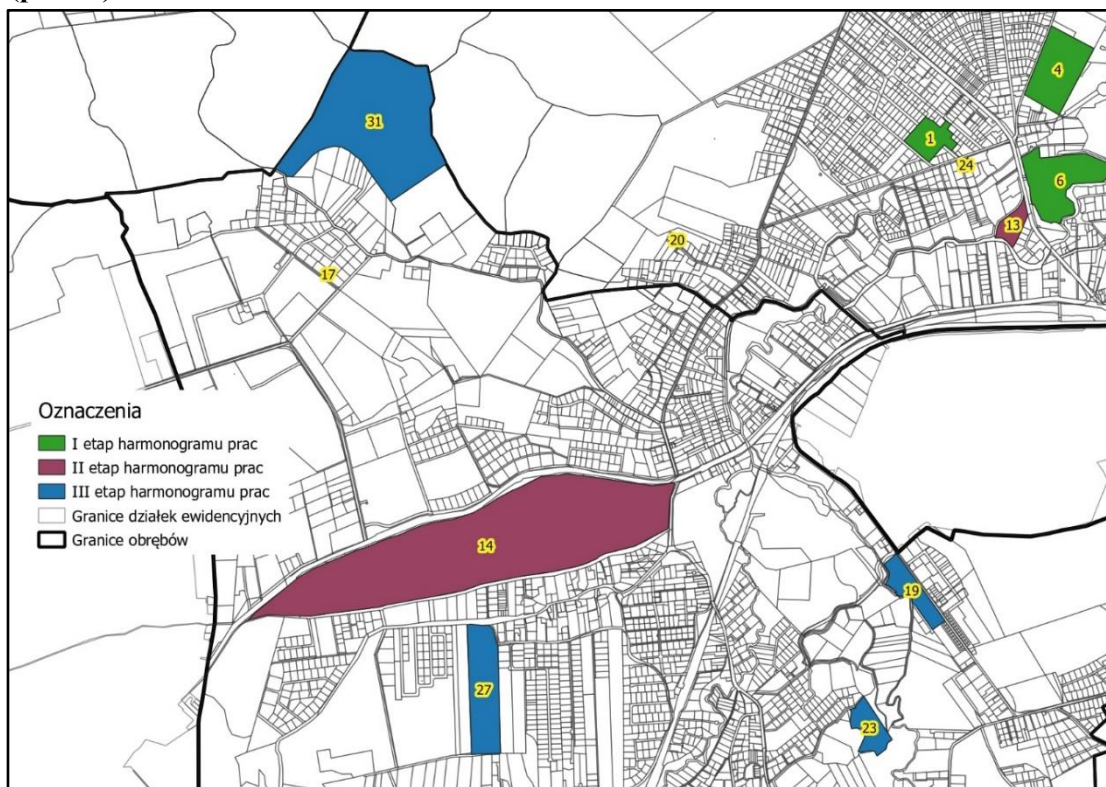 31
4
1
24
6
13
20
17
Oznaczenia
I etap harmonogramu prac
II etap harmonogramu prac
III etap harmonogramu prac
Granice działek ewidencyjnych
Granice obrębów
14
19
27
23